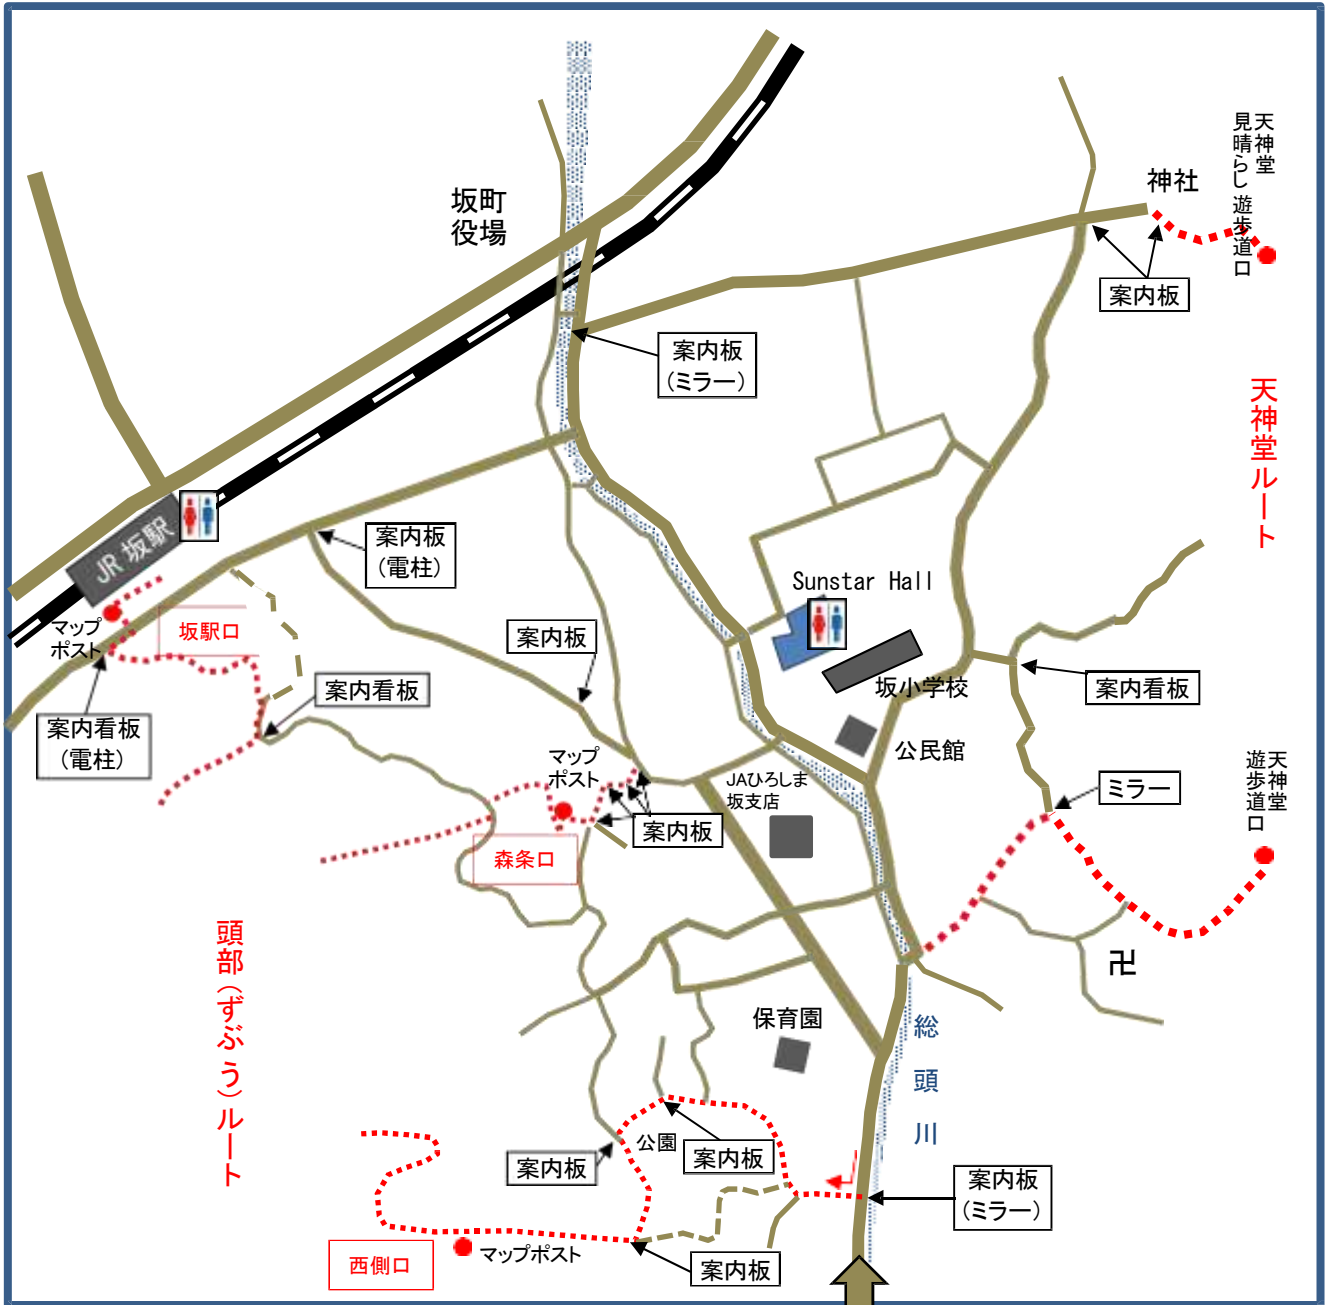 坂町
役場
神社
天神堂
見晴らし遊歩道口
案内板
案内板
（ミラー）
天神堂ルート
JR 坂駅
案内板
（電柱）
Sunstar Hall
マップ
ポスト
坂駅口
案内板
坂小学校
案内看板
案内看板
案内看板
（電柱）
公民館
マップ
ポスト
JAひろしま
坂支店
ミラー
天神堂
遊歩道口
案内板
森条口
頭部（ずぶう）ルート
卍
保育園
総頭川
公園
案内板
案内板
案内板
（ミラー）
西側口
マップポスト
案内板